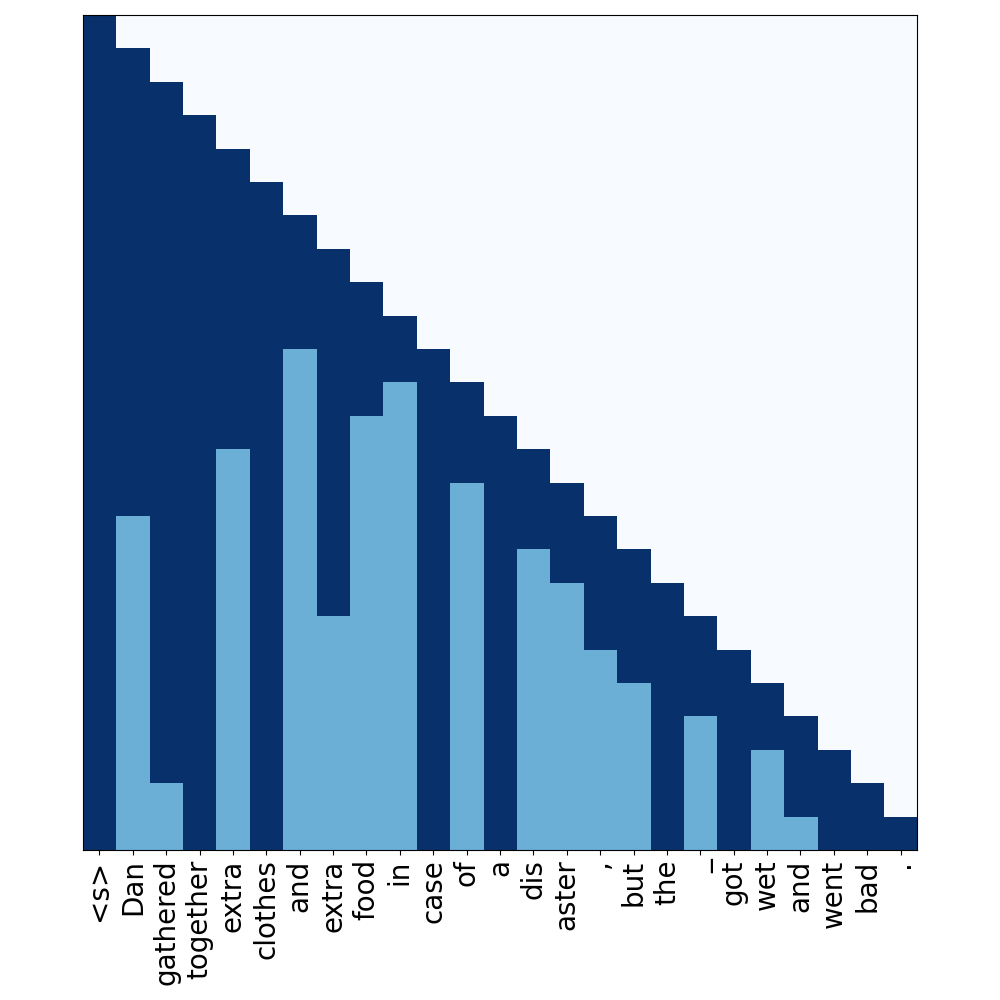 <s> Dan gathered together extra clothes and extra food in case of a dis aster , but the _ got wet and went bad .